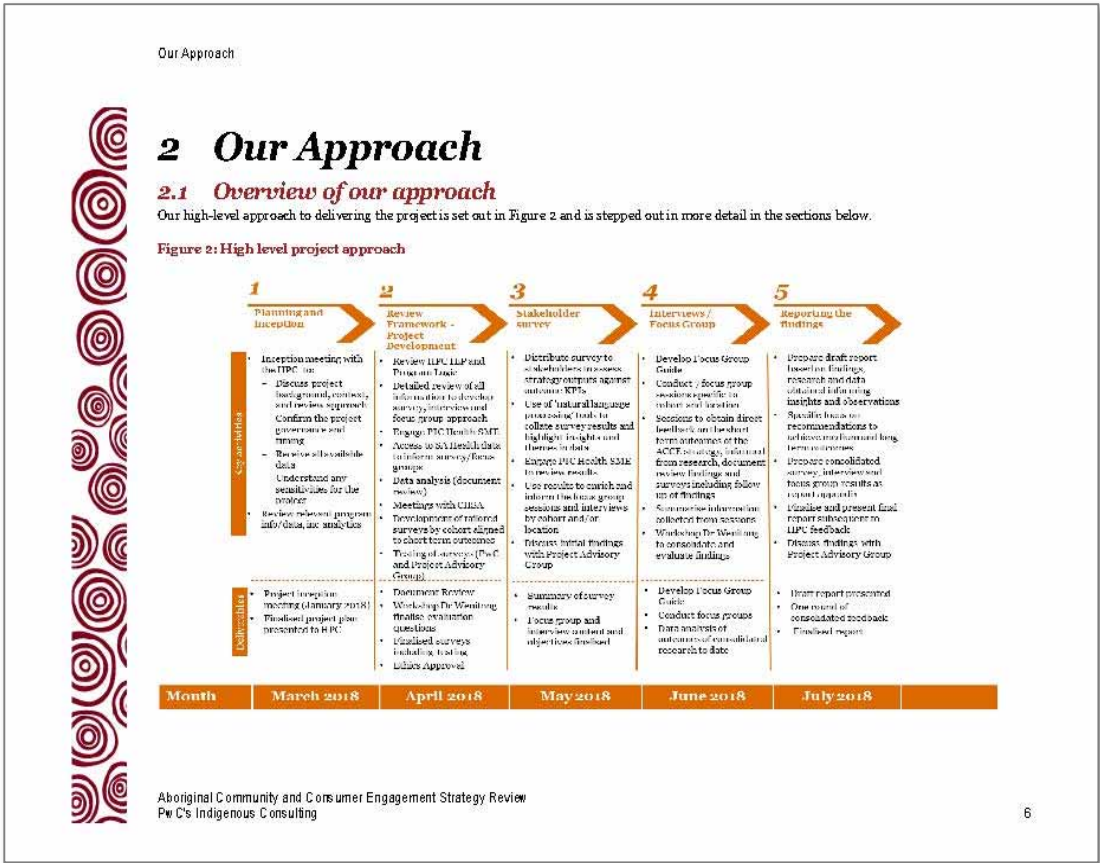 Our Approach
2 Our Approach
2.1 Overview of our approach
Our high-level approach to delivering the project is set out in Figure 2 and is stepped out in more detail in the sections below.
Figure 2: High level project approach
1
Planning and
Inception
2
Review
Framework -
Project
Development
3
Stakeholder
survey
4
Interviews /
Focus Group
5
Reporting the
findings
Key activities
• Inception meeting with
the HPC to:
– Discuss project
background, context,
and review approach
Confirm the project
governance and
timing
– Receive all available
data
Understand any
sensitivities for the
project
• Review relevant program
info/data, inc analytics
• Review HPC IEP and
Program Logic
• Detailed review of all
information to develop
survey, interview and
focus group approach
• Engage PIC Health SME
• Access to SA Health data
to inform survey/focus
groups
• Data analysis (document
review)
• Meetings with
• Development of tailored
surveys by cohort aligned
to short term outcomes
• Testing of surveys (PwC
and Project Advisory
Group)
• Distribute survey to
stakeholders to assess
strategy outputs against
outcome KPIs
• Use of 'natural language
processing' tools to
collate survey results and
highlight insights and
themes in data
• Engage PIC Health SME
to review results
• Use results to enrich and
inform the focus group
sessions and interviews
by cohort and/or
location
• Discuss initial findings
with Project Advisory
Group
• Develop Focus Group
Guide
• Conduct 7 focus group
sessions specific to
cohort and location
• Sessions to obtain direct
feedback on the short
term outcomes of the
ACCE strategy, informed
from research, document
review findings and
surveys including follow
up of findings
• Summarise information
collected from sessions
• Workshop Dr Wenitong
to consolidate and
evaluate findings
• Prepare draft report
based on findings,
research and data
obtained informing
insights and observations
• Specific focus on
recommendations to
achieve medium and long
term outcomes
• Prepare consolidated
survey, interview and
focus group results as
report appendix
• Finalise and present final
report subsequent to
HPC feedback
• Discuss findings with
Project Advisory Group
Deliverables
• Project inception
meeting (January 2018)
• Finalised project plan
presented to HPC
• Document Review
• Workshop Dr Wenitong
finalise evaluation
questions
• Finalised surveys
including testing
• Ethics Approval
• Summary of survey
results
• Focus group and
interview content and
objectives finalised
• Develop Focus Group
Guide
• Conduct focus groups
• Data analysis of
outcomes of consolidated
research to date
• Draft report presented
• One round of
consolidated feedback
• Finalised report
Month March 2018 April 2018 May 2018 June 2018 July 2018
Aboriginal Community and Consumer Engagement Strategy Review
PwC's Indigenous Consulting
6